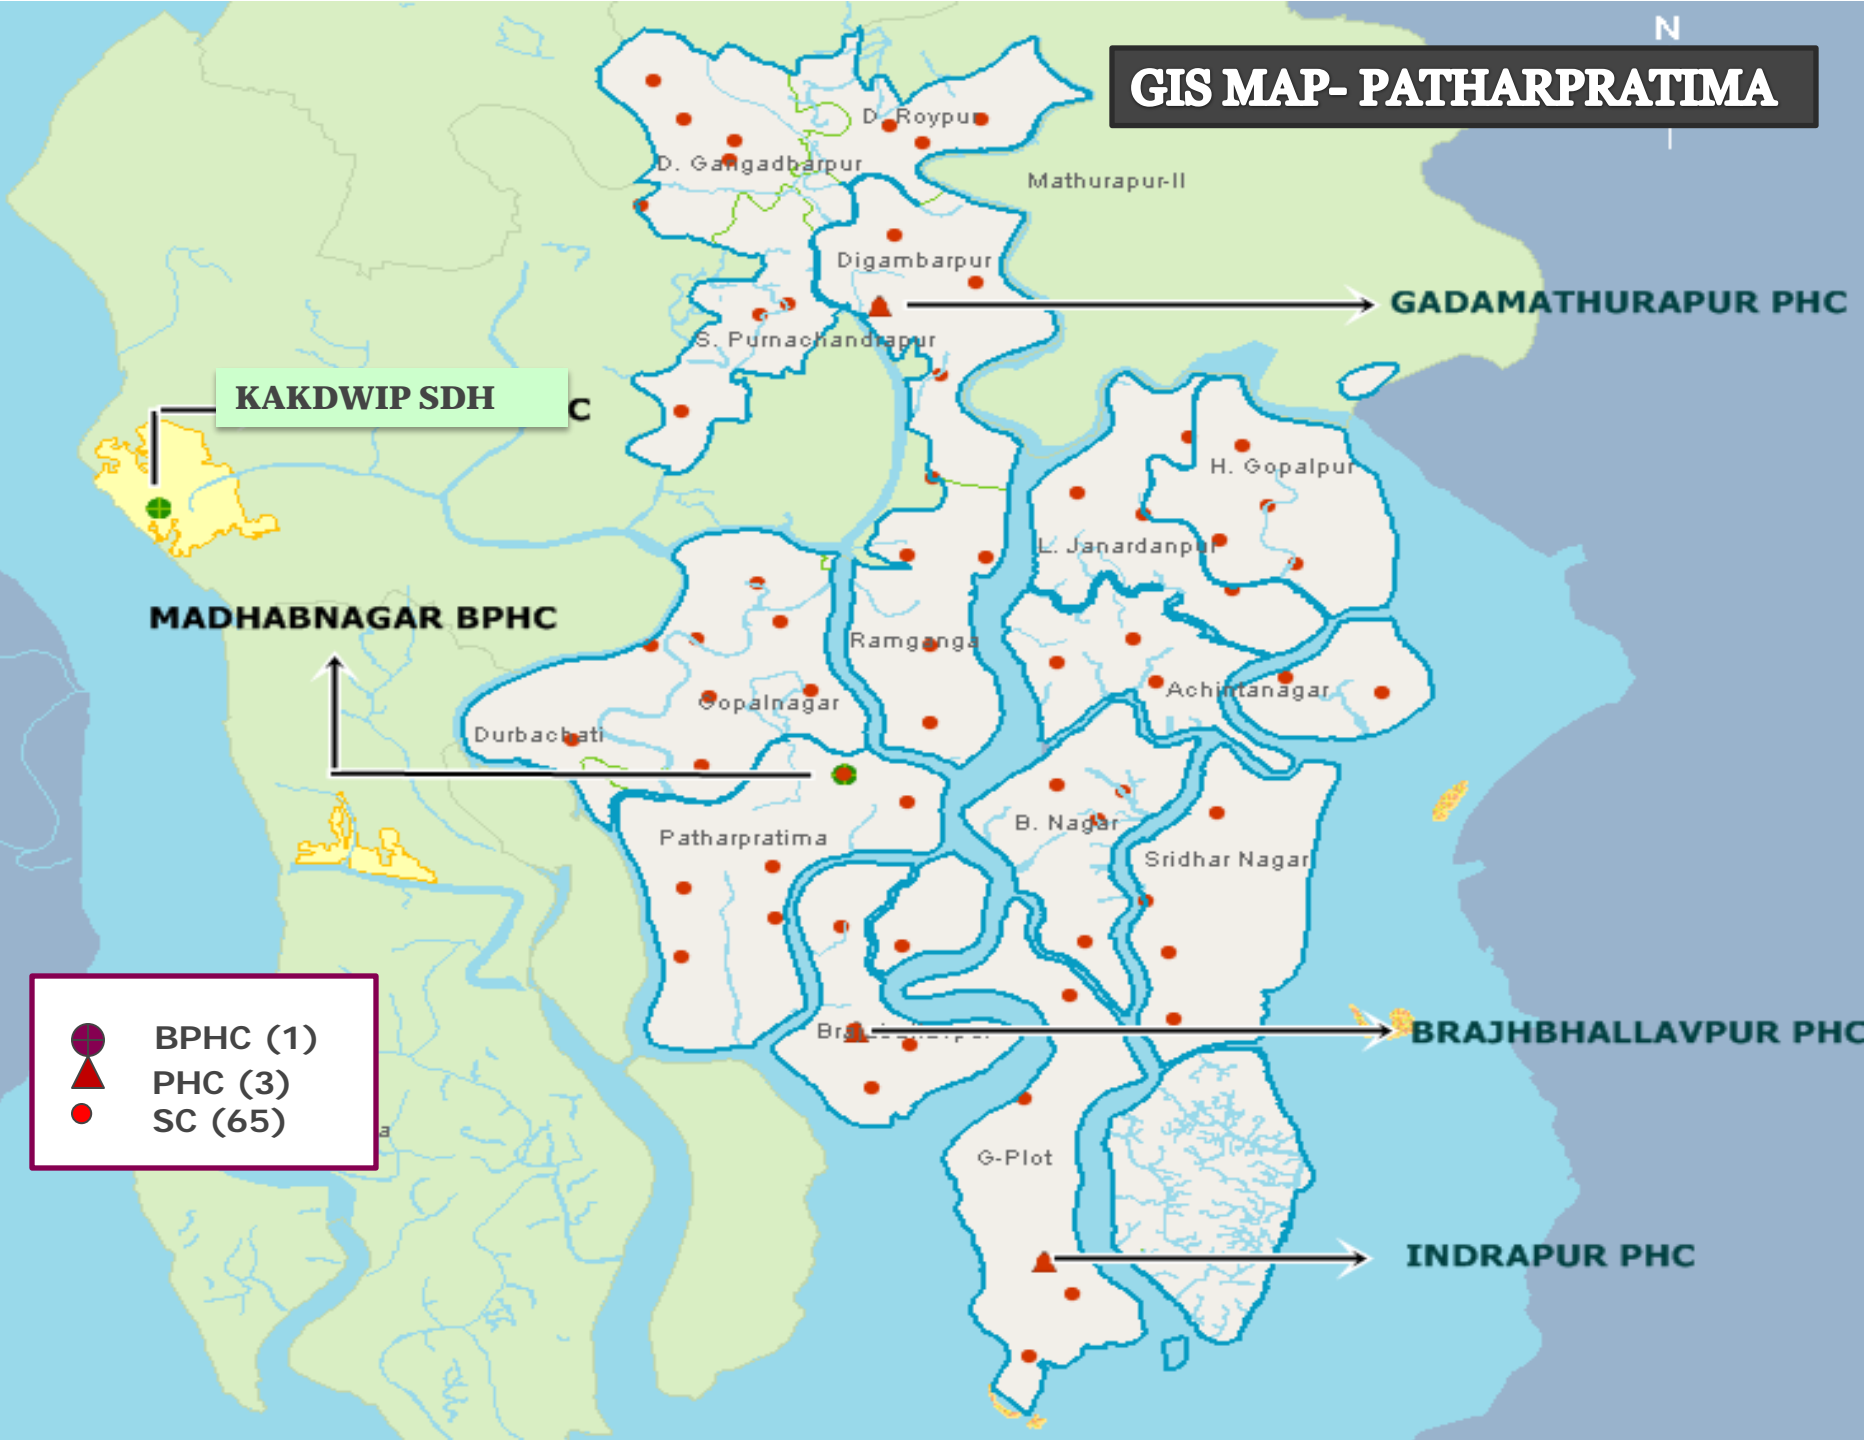 N
GIS MAP- PATHARPRATIMA
D. Roypur
D. Gangadharpur
Mathurapur-II
Digambarpur
GADAMATHURAPUR PHC
S. Purnachandrapur
KAKDWIP SDH
C
H. Gopalpur
L. Janardanpur
MADHABNAGAR BPHC
Ramganga
Achintanagar
Gopalnagar
Durbachati
B. Nagar
Patharpratima
Sridhar Nagar
BRAJHBHALLAVPUR PHC
BPHC (1)
PHC (3)
SC (65)
a
G-Plot
INDRAPUR PHC